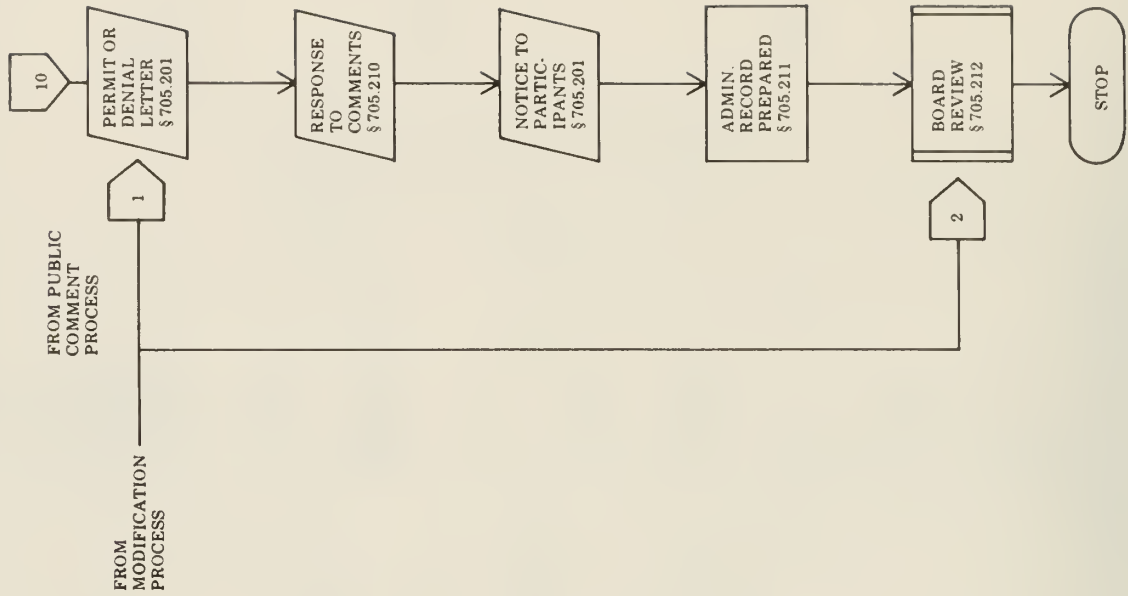 10
PERMIT OR
DENIAL
LETTER
§ 705.201
RESPONSE
TO
COMMENTS
§ 705.210
NOTICE TO
PARTIC-
IPANTS
§ 705.201
ADMIN.
RECORD
PREPARED
§ 705.211
BOARD
REVIEW
§ 705.212
STOP
1
2
FROM PUBLIC
COMMENT
PROCESS
FROM
MODIFICATION
PROCESS